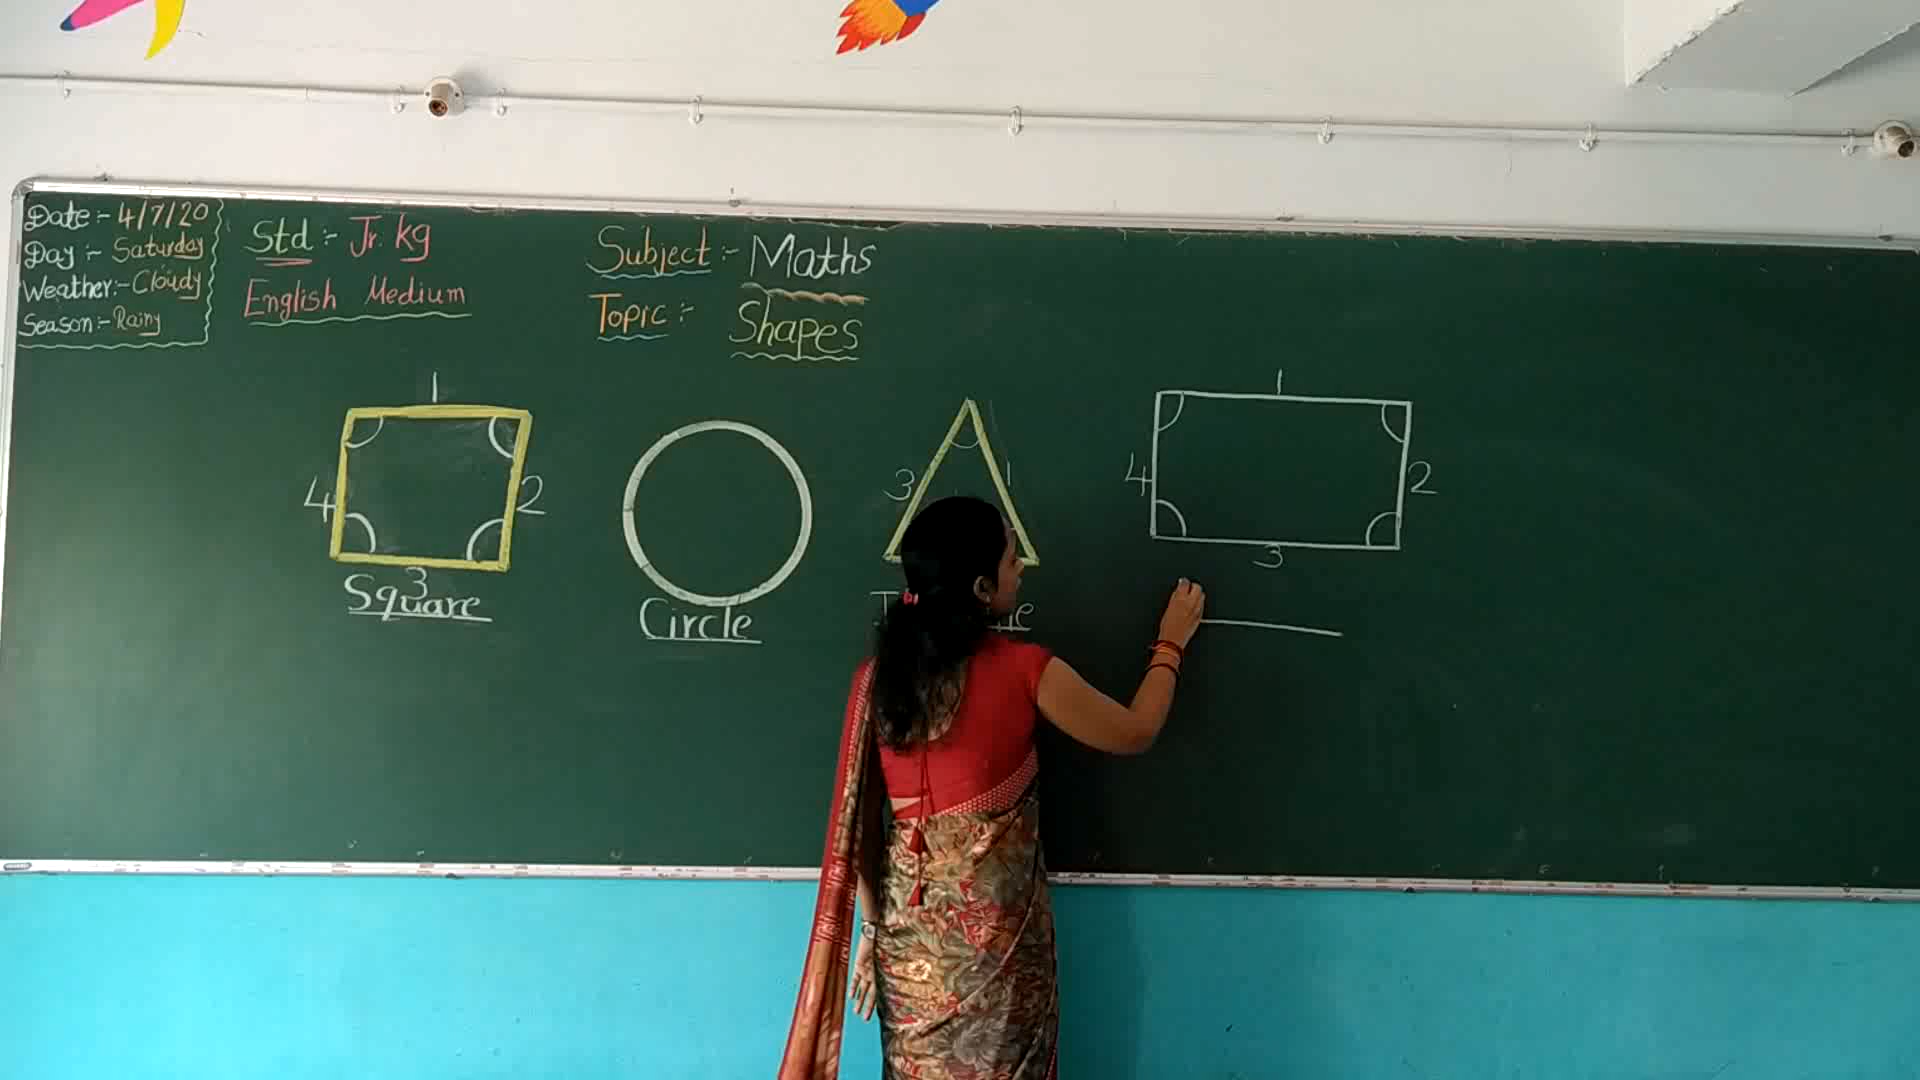 Date :- 4/7/20
Day :- Saturday
Weather:- Cloudy
Season:- Rainy
Std :- Jr. kg
English Medium
Subject :- Maths
Topic :- Shapes
1
4
2
3
Square
Circle
3
1
1
4
2
3